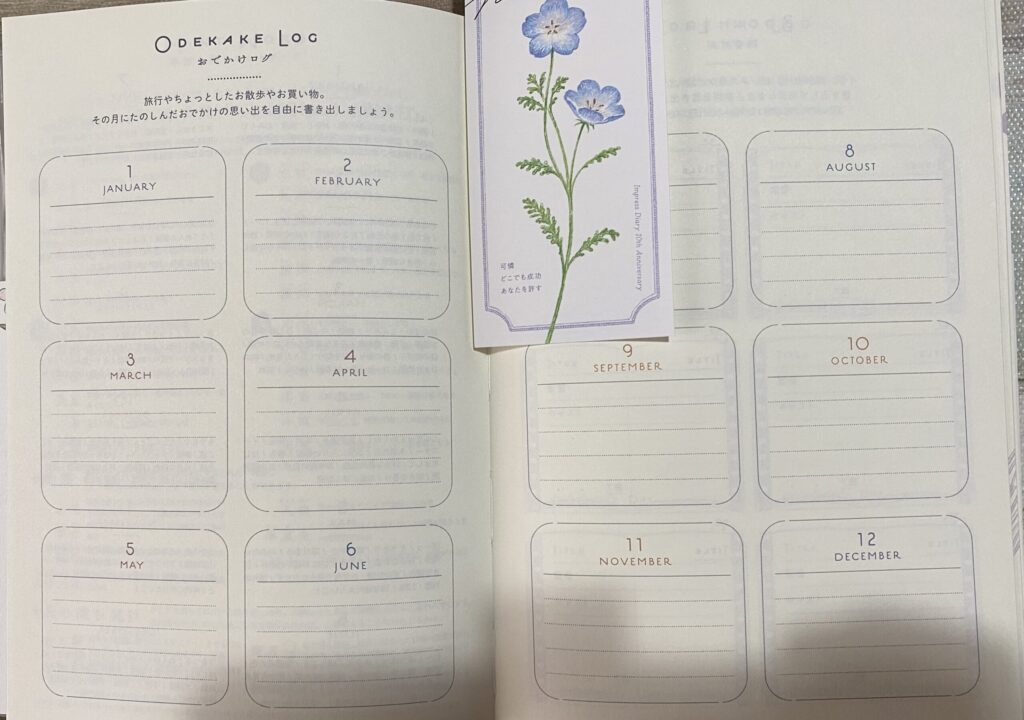 ODEKAKE LOG
おでかけログ
旅行やちょっとしたお散歩やお買い物。
その月にたのしんだおでかけの思い出を自由に書き出しましょう。
1
JANUARY
2
FEBRUARY
3
MARCH
4
APRIL
5
MAY
6
JUNE
可憐
どこでも成功
あなたを許す
Impress Diary 10th Anniversary
8
AUGUST
9
SEPTEMBER
10
OCTOBER
11
NOVEMBER
12
DECEMBER